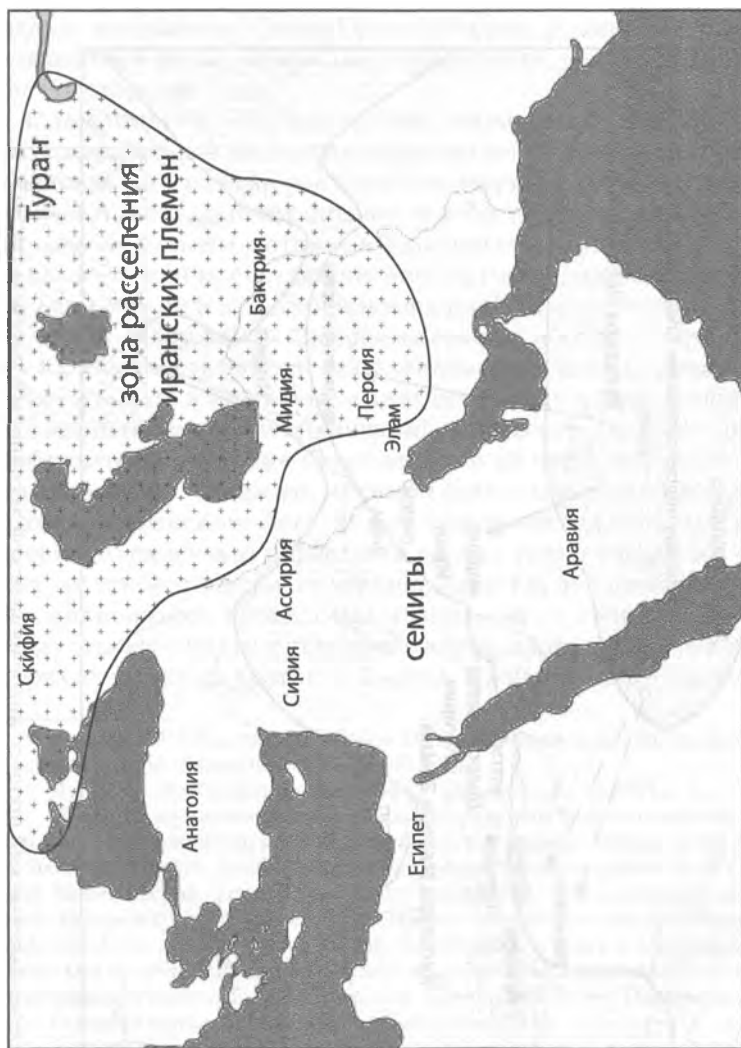 Скифия
Туран
зона расселения
иранских племен
Бактрия
Мидия
Персия
Элам
Анатолия
Ассирия
Сирия
семиты
Египет
Аравия